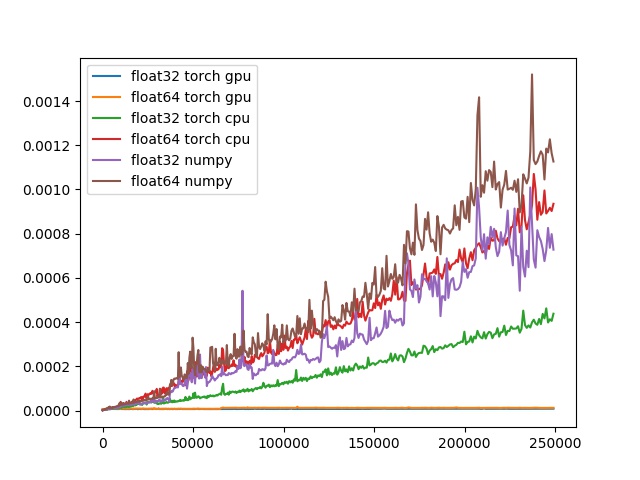 float32 torch gpu
float64 torch gpu
float32 torch cpu
float64 torch cpu
float32 numpy
float64 numpy
0.0014
0.0012
0.0010
0.0008
0.0006
0.0004
0.0002
0.0000
0 50000 100000 150000 200000 250000